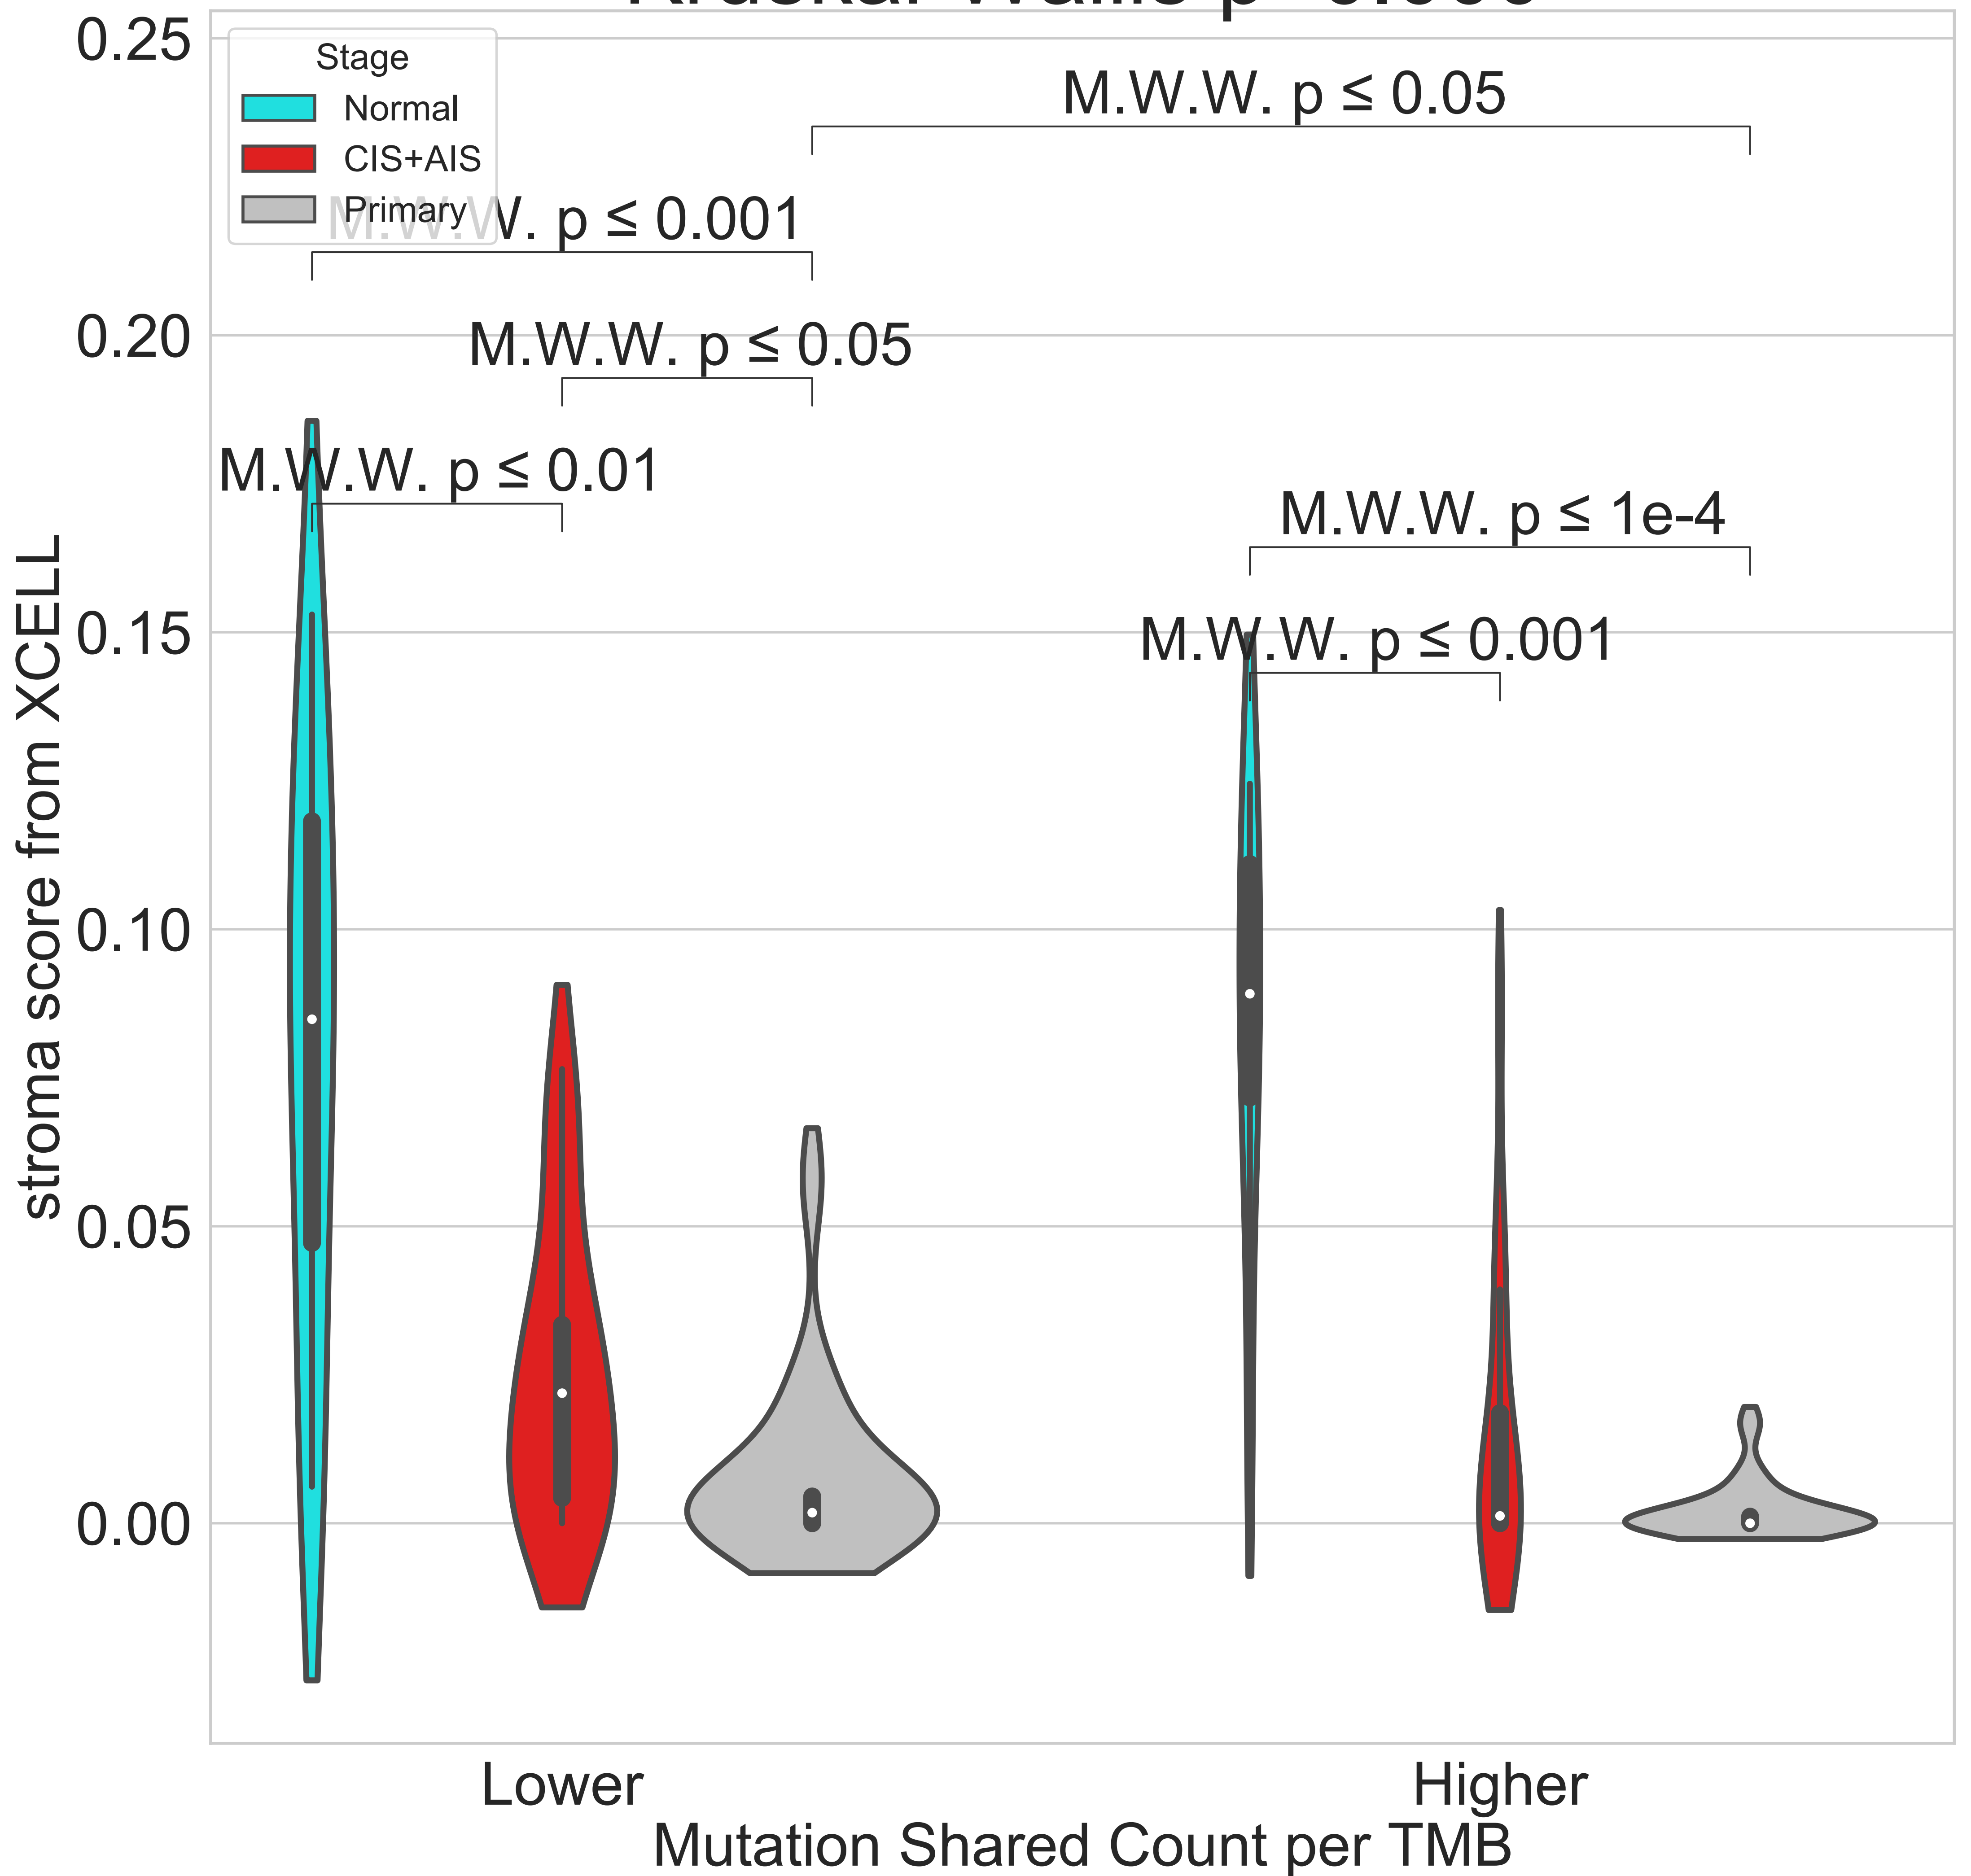 0.25
Stage
Normal
CIS+AIS
Primary
M.W.W. p ≤ 0.05
M.W.W. p ≤ 0.001
0.20
M.W.W. p ≤ 0.05
M.W.W. p ≤ 0.01
M.W.W. p ≤ 1e-4
0.15
M.W.W. p ≤ 0.001
stroma score from XCELL
0.10
0.05
0.00
Lower
Higher
Mutation Shared Count per TMB